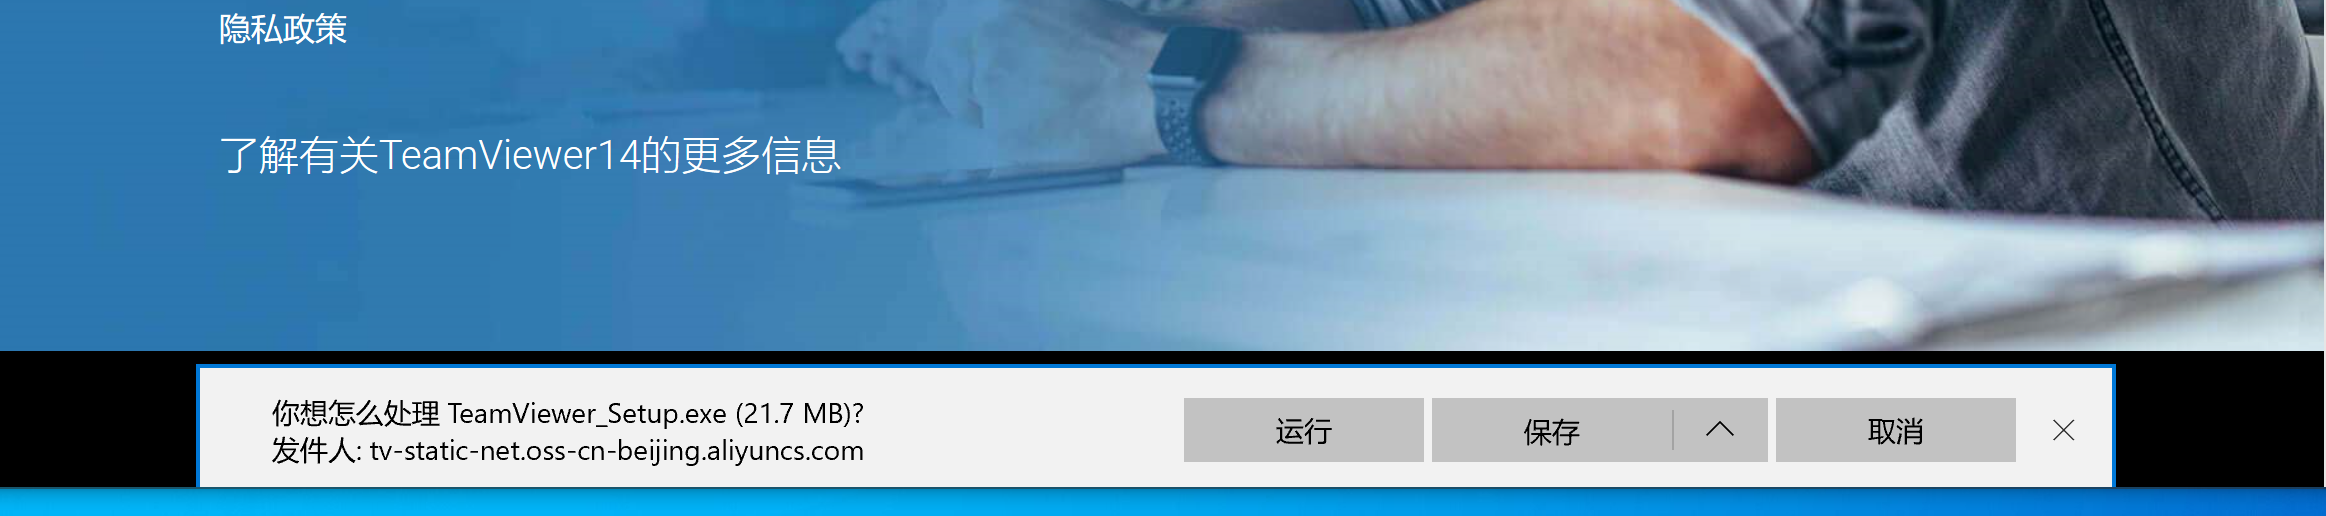 隐私政策
了解有关TeamViewer14的更多信息
你想怎么处理 TeamViewer_Setup.exe (21.7 MB)?
发件人: tv-static-net.oss-cn-beijing.aliyuncs.com
运行
保存
取消